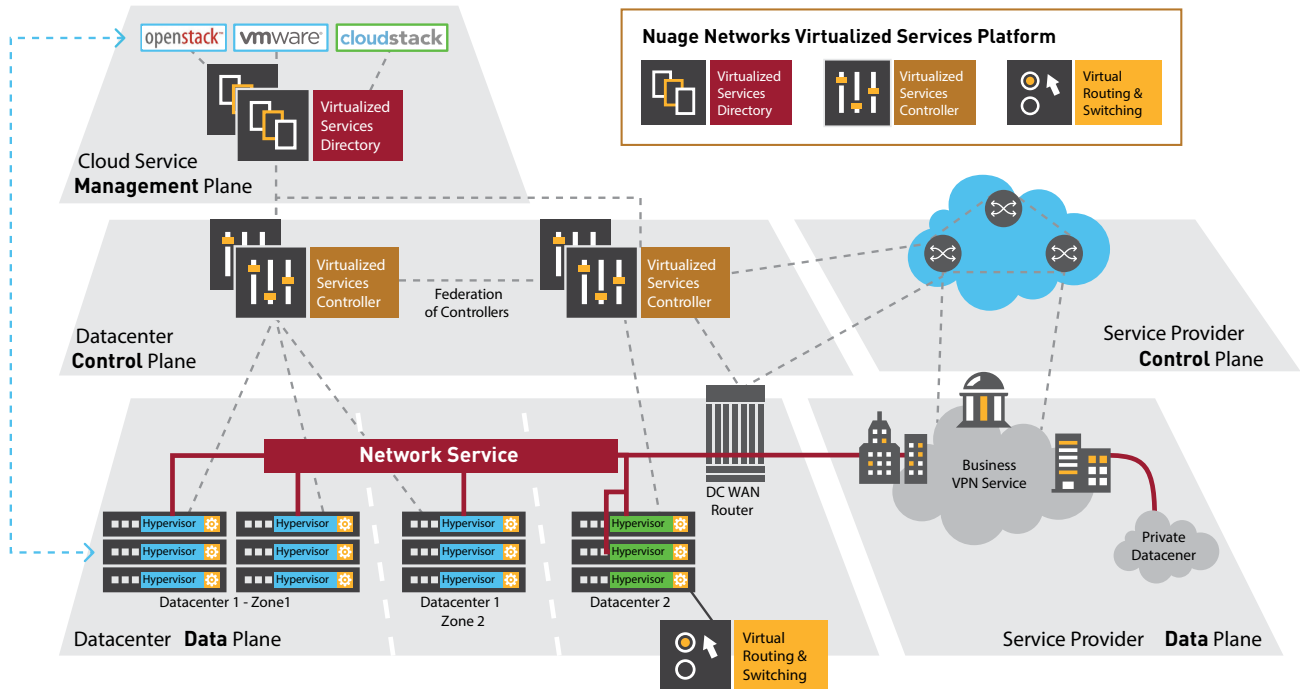 openstack™
vmware®
cloudstack
Nuage Networks Virtualized Services Platform
Virtualized
Services
Directory
Virtualized
Services
Controller
Virtual
Routing &
Switching
Virtualized
Services
Directory
Cloud Service
Management Plane
Virtualized
Services
Controller
Federation
of Controllers
Virtualized
Services
Controller
Datacenter
Control Plane
Service Provider
Control Plane
Network Service
DC WAN
Router
Business
VPN Service
Private
Datacener
Hypervisor
Hypervisor
Hypervisor
Hypervisor
Hypervisor
Hypervisor
Hypervisor
Hypervisor
Hypervisor
Hypervisor
Hypervisor
Hypervisor
Datacenter 1 - Zone1
Datacenter 1
Zone 2
Datacenter 2
Datacenter Data Plane
Virtual
Routing &
Switching
Service Provider Data Plane